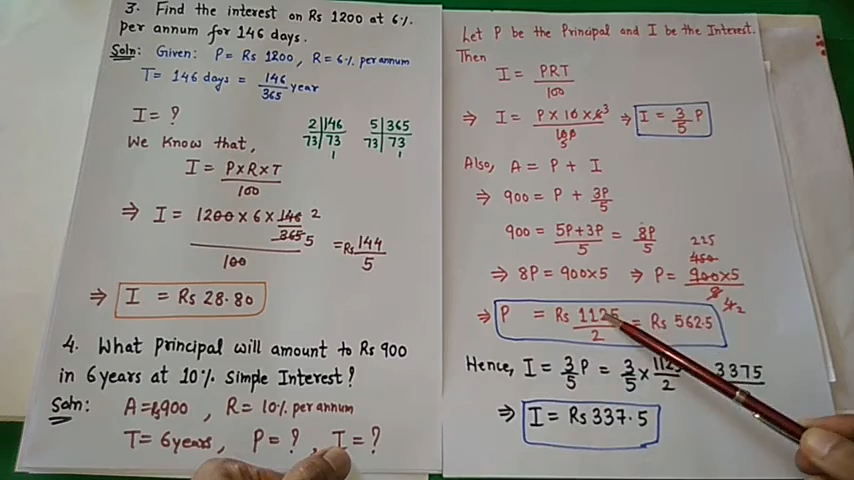 3. Find the interest on Rs 1200 at 6%
per annum for 146 days.
Soln: Given: P = Rs 1200, R = 6% per annum
T = 146 days = 146/365 year
I = ?
2|146
73|73
1
5|365
73|73
1
We know that,
I = P×R×T/100
⇒ I = 1200 × 6 × 146 2/365 5/100 = Rs 144/5
⇒ I = Rs 28.80
4. What Principal will amount to Rs 900
in 6 years at 10% Simple Interest?
Soln: A = Rs 900, R = 10% per annum
T = 6 years, P = ?, I = ?
Let P be the Principal and I be the Interest.
Then
I = PRT/100
⇒ I = P × 10 × 6 3/100 5 ⇒ I = 3/5 P
Also, A = P + I
⇒ 900 = P + 3P/5
900 = 5P+3P/5 = 8P/5
⇒ 8P = 900×5 ⇒ P = 225 450 900×5/8 4 2
⇒ P = Rs 1125/2 = Rs 562.5
Hence, I = 3/5 P = 3/5 × 1125/2 3375
⇒ I = Rs 337.5